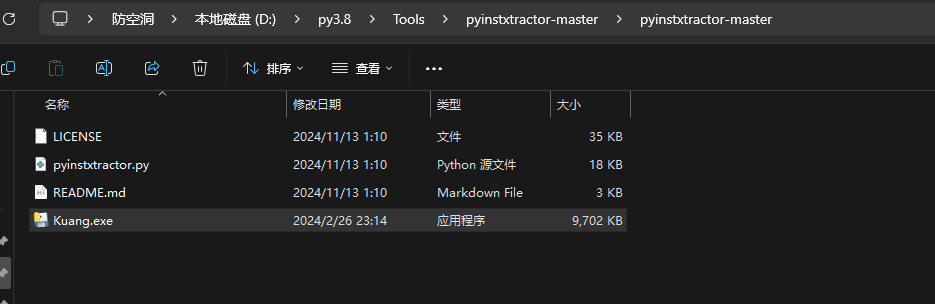 防空洞 > 本地磁盘 (D:) > py3.8 > Tools > pyinstxtractor-master > pyinstxtractor-master
排序 查看 •••
名称 修改日期 类型 大小
LICENSE 2024/11/13 1:10 文件 35 KB
pyinstxtractor.py 2024/11/13 1:10 Python 源文件 18 KB
README.md 2024/11/13 1:10 Markdown File 3 KB
Kuang.exe 2024/2/26 23:14 应用程序 9,702 KB